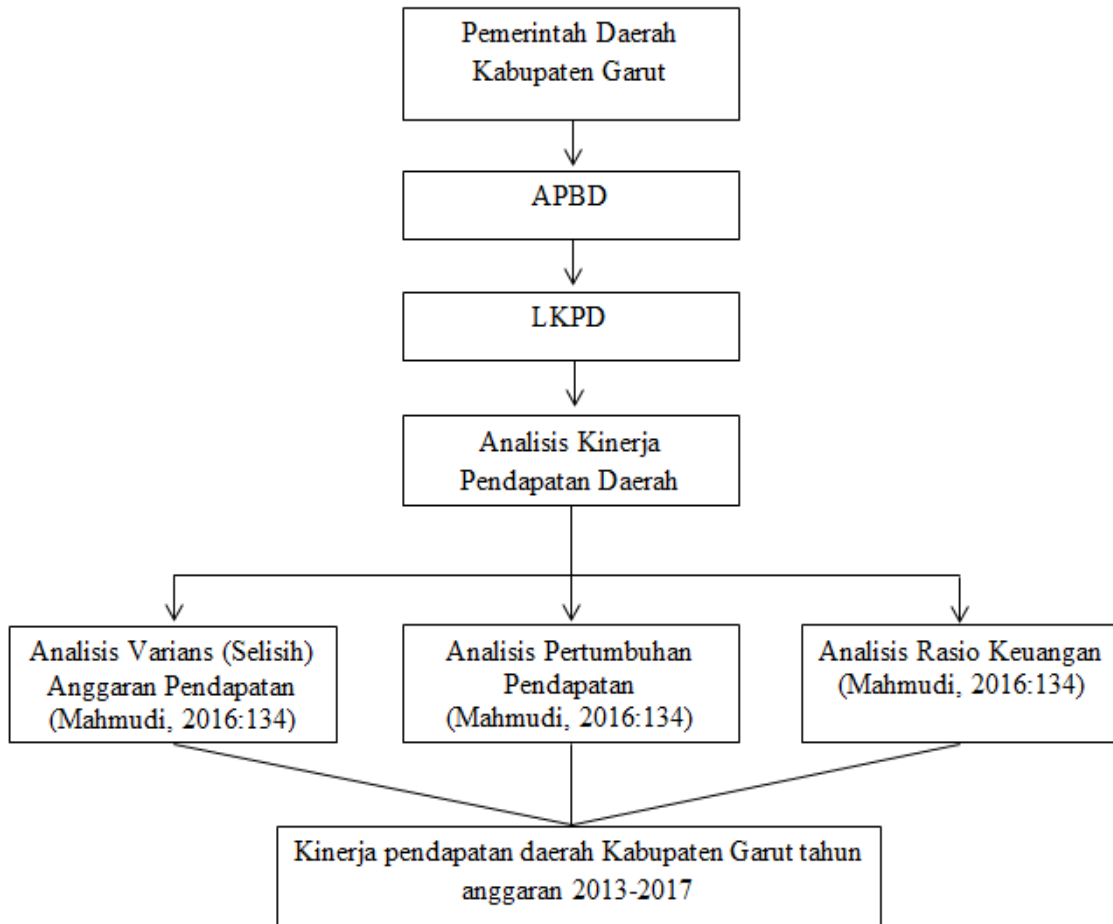 Pemerintah Daerah
Kabupaten Garut
APBD
LKPD
Analisis Kinerja
Pendapatan Daerah
Analisis Varians (Selisih)
Anggaran Pendapatan
(Mahmudi, 2016:134)
Analisis Pertumbuhan
Pendapatan
(Mahmudi, 2016:134)
Analisis Rasio Keuangan
(Mahmudi, 2016:134)
Kinerja pendapatan daerah Kabupaten Garut tahun
anggaran 2013-2017